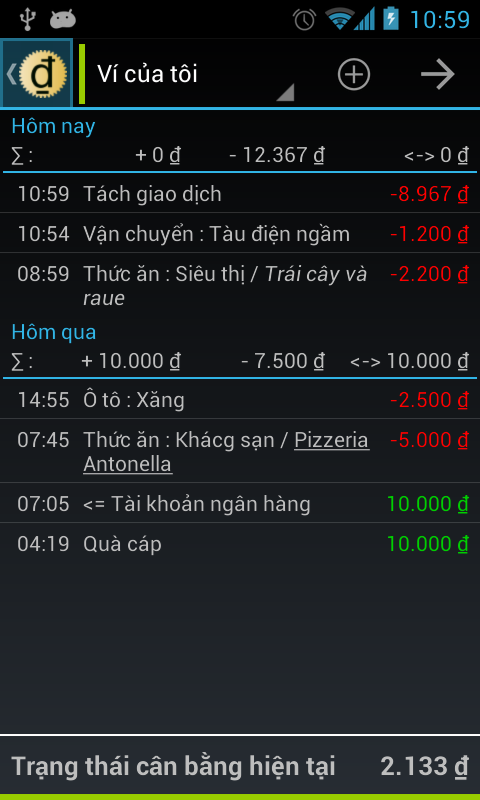 10:59
đ Ví của tôi
Hôm nay
∑ : + 0 ₫ - 12.367 ₫ <-> 0 ₫
10:59 Tách giao dịch -8.967 ₫
10:54 Vận chuyển : Tàu điện ngầm -1.200 ₫
08:59 Thức ăn : Siêu thị / Trái cây và -2.200 ₫
raue
Hôm qua
∑ : + 10.000 ₫ - 7.500 ₫ <-> 10.000 ₫
14:55 Ô tô : Xăng -2.500 ₫
07:45 Thức ăn : Khácg sạn / Pizzeria -5.000 ₫
Antonella
07:05 <= Tài khoản ngân hàng 10.000 ₫
04:19 Quà cáp 10.000 ₫
Trạng thái cân bằng hiện tại 2.133 ₫